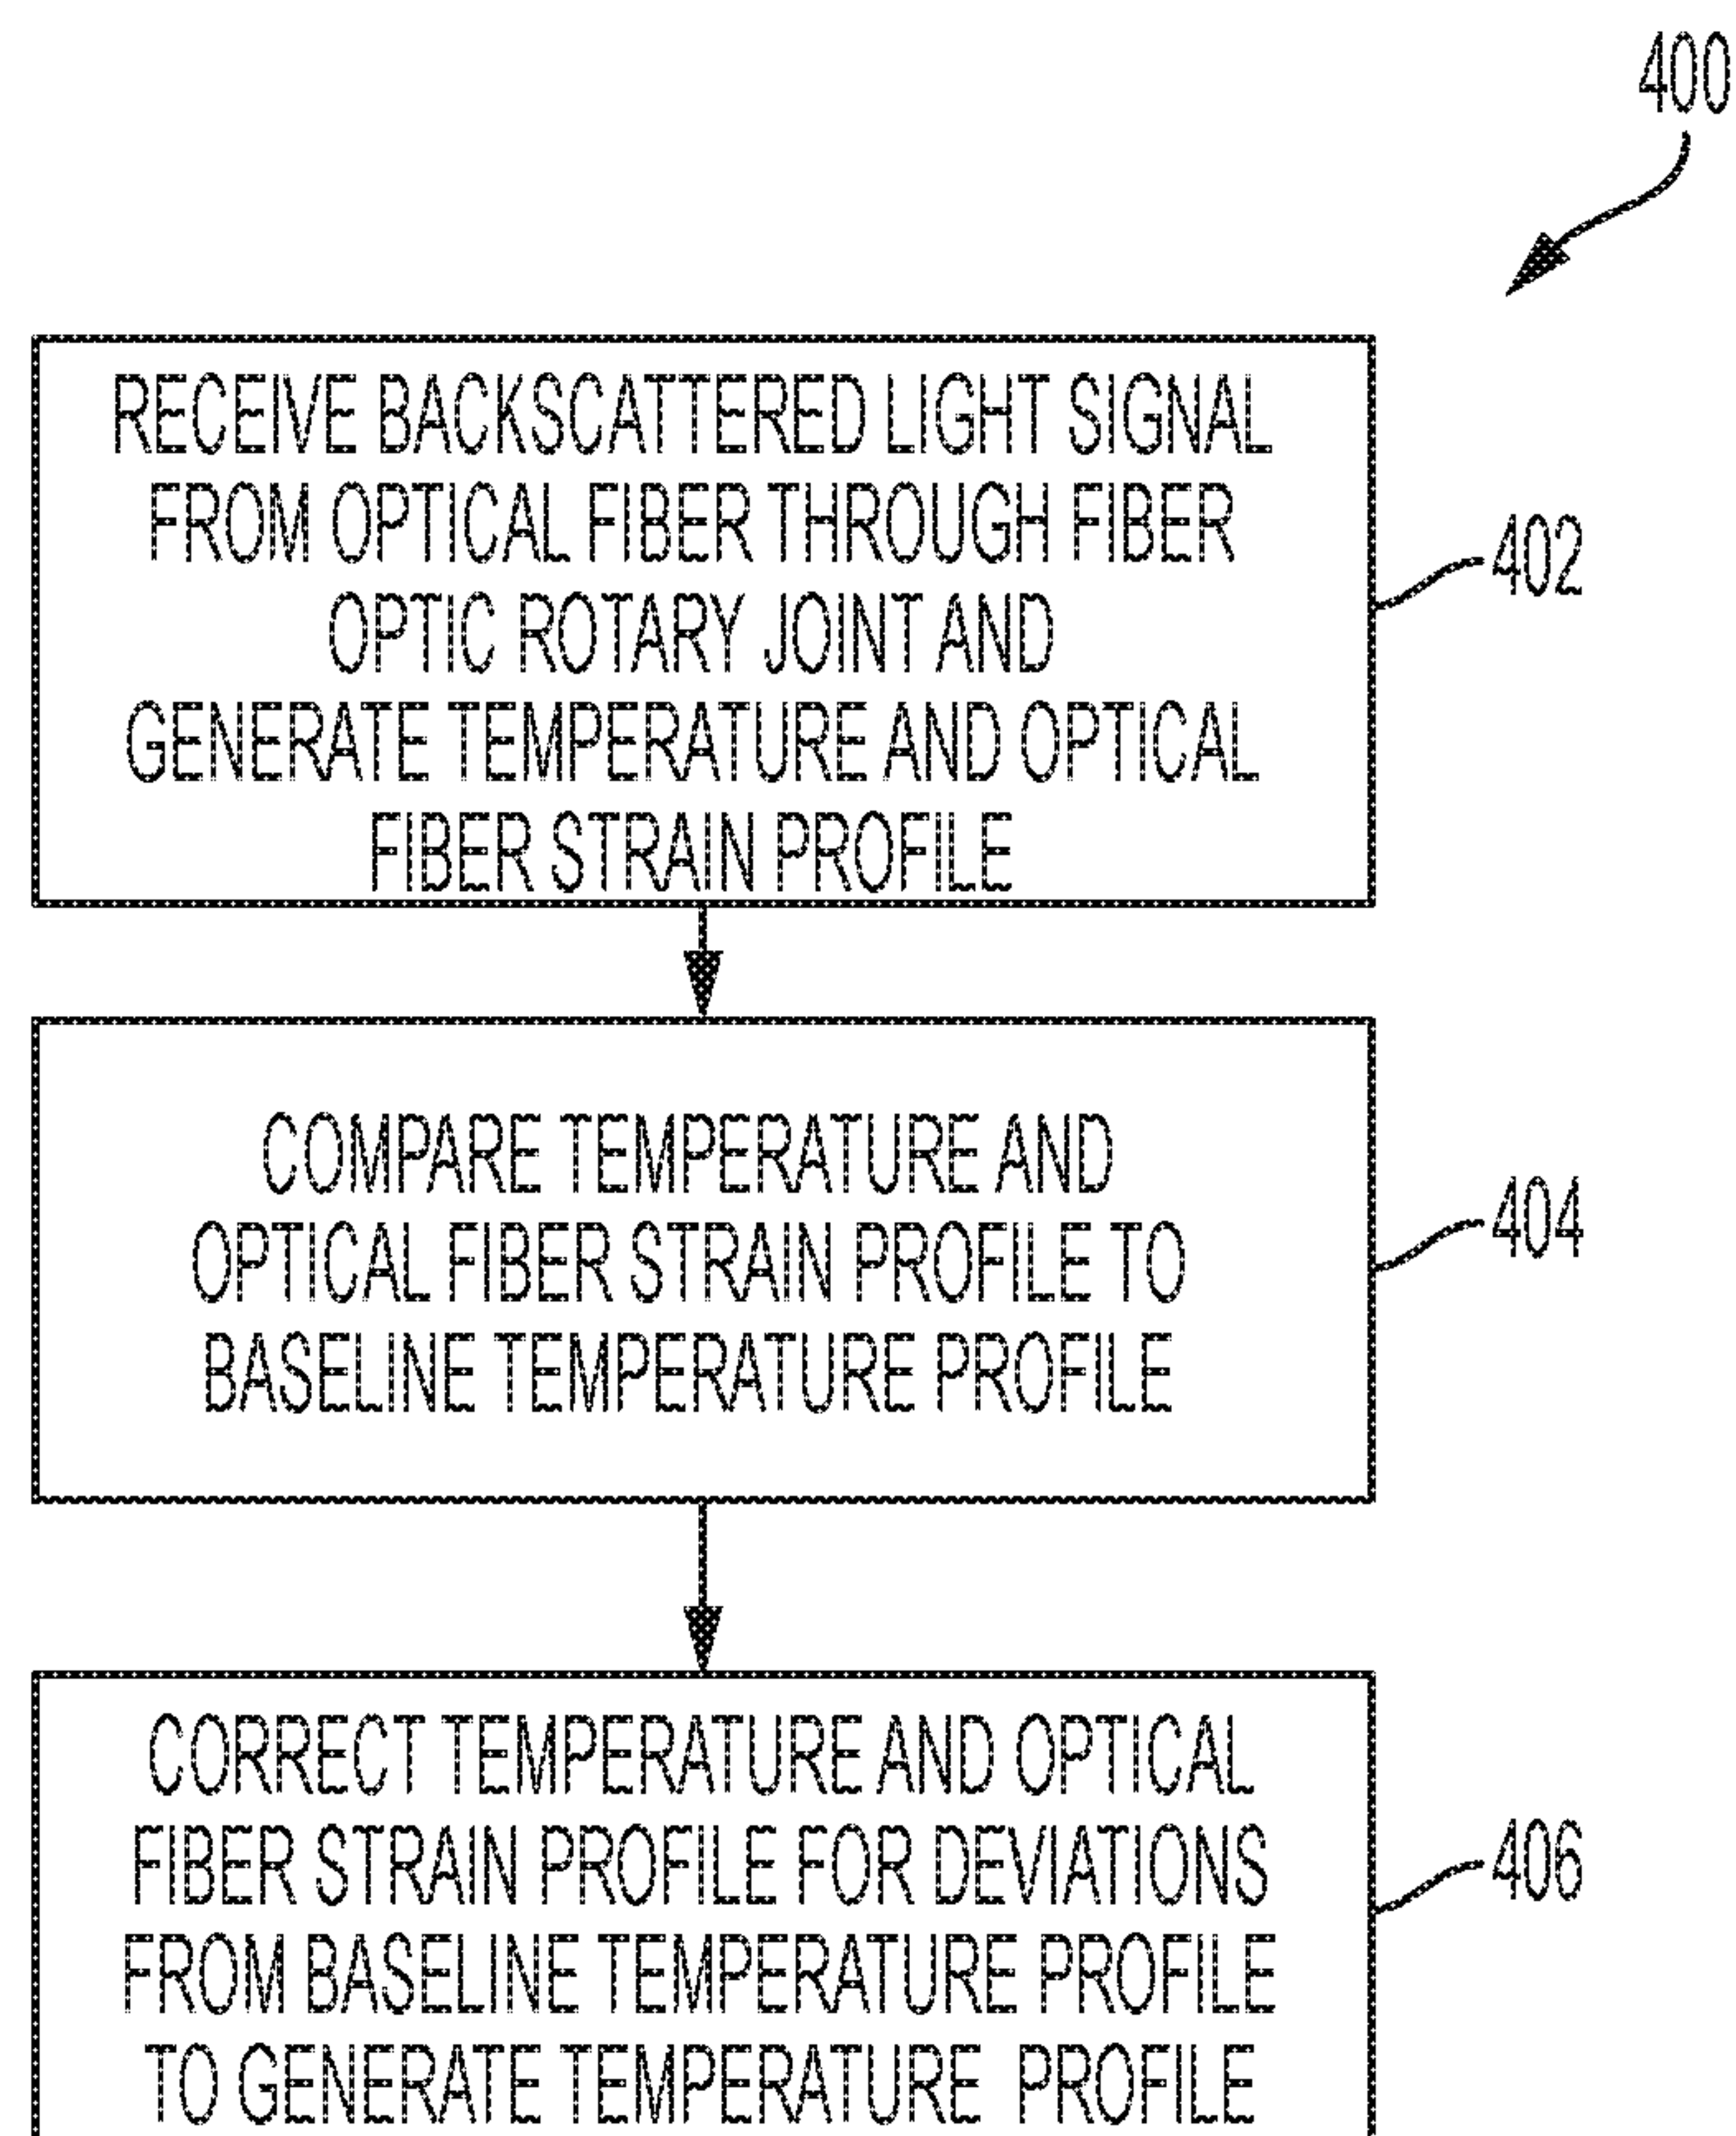 400
RECEIVE BACKSCATTERED LIGHT SIGNAL
FROM OPTICAL FIBER THROUGH FIBER
OPTIC ROTARY JOINT AND
GENERATE TEMPERATURE AND OPTICAL
FIBER STRAIN PROFILE
402
COMPARE TEMPERATURE AND
OPTICAL FIBER STRAIN PROFILE TO
BASELINE TEMPERATURE PROFILE
404
CORRECT TEMPERATURE AND OPTICAL
FIBER STRAIN PROFILE FOR DEVIATIONS
FROM BASELINE TEMPERATURE PROFILE
TO GENERATE TEMPERATURE PROFILE
406